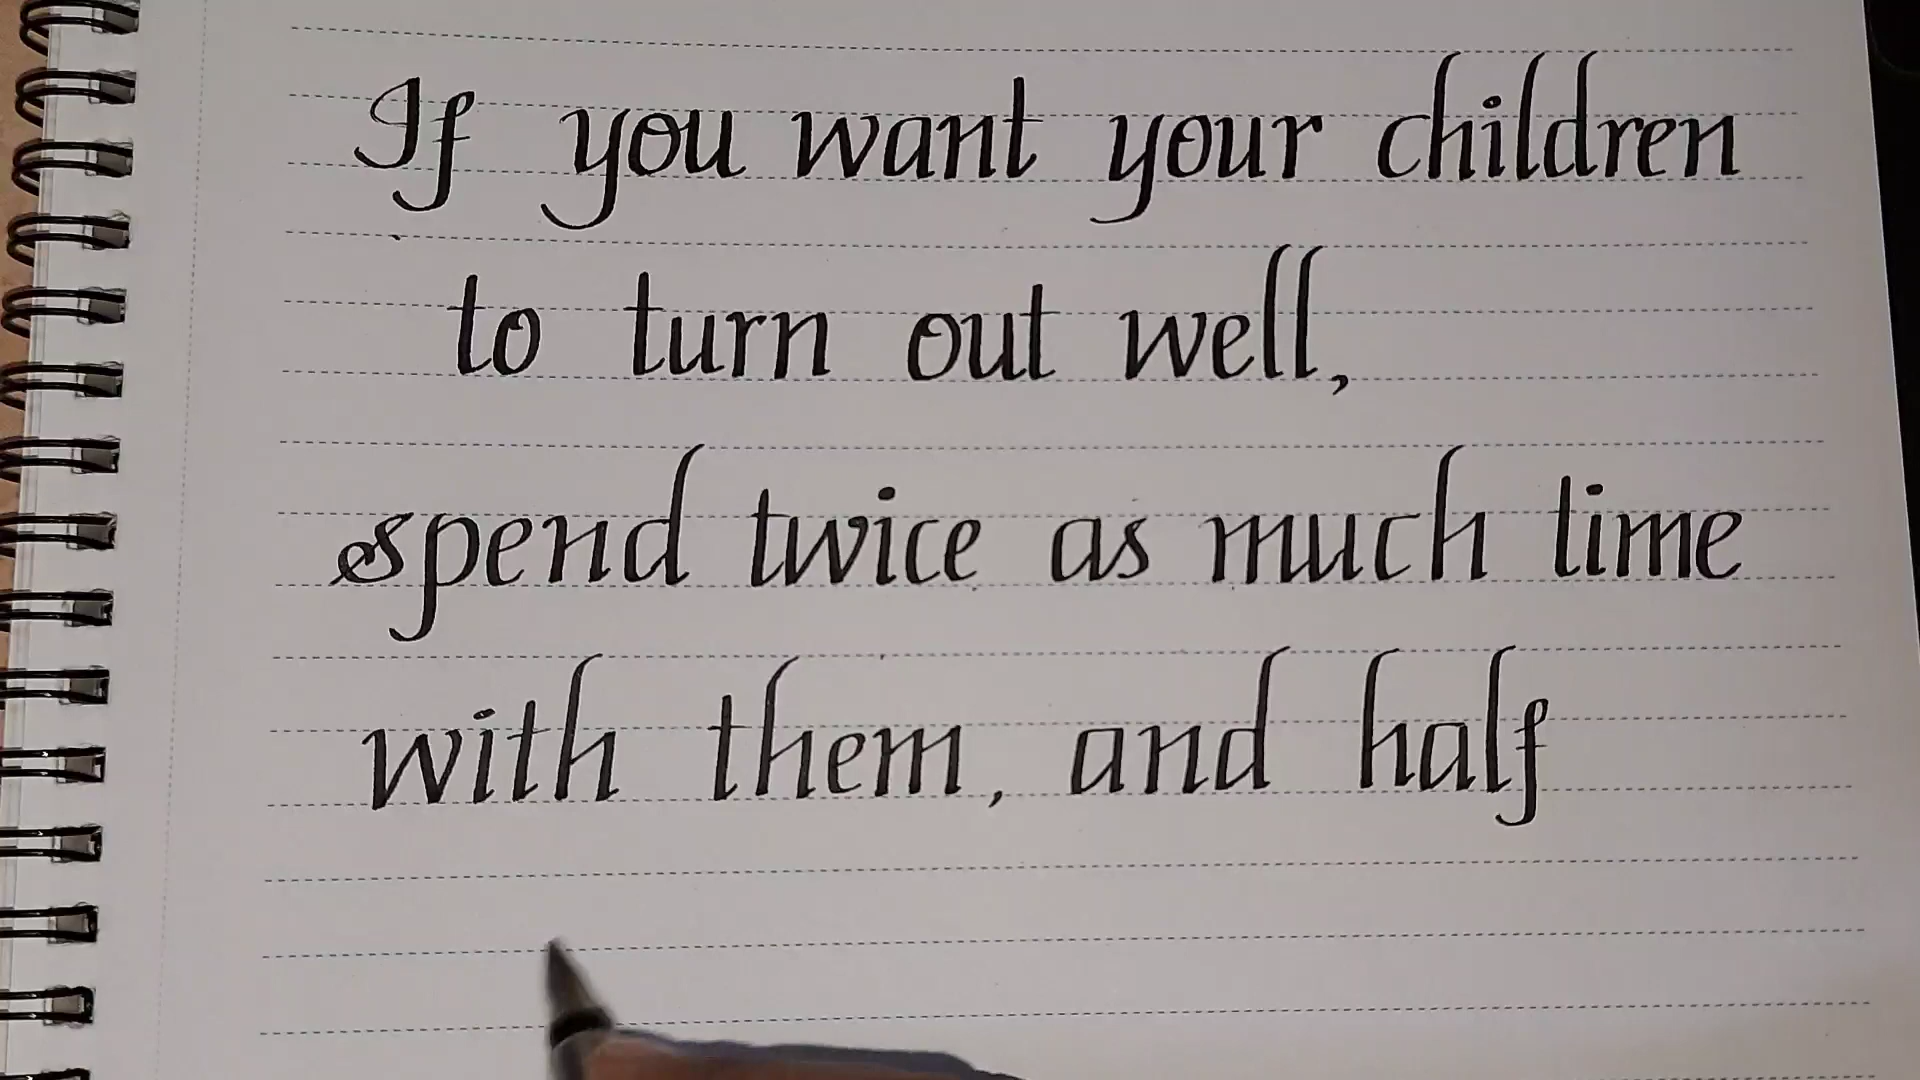 If you want your children
to turn out well,
spend twice as much time
with them, and half